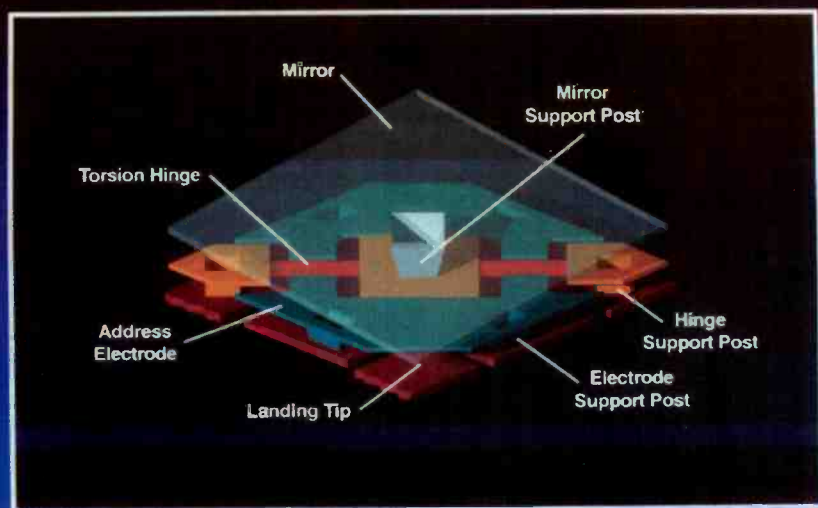 Mirror
Mirror
Support Post
Torsion Hinge
Address
Electrode
Hinge
Support Post
Electrode
Support Post
Landing Tip